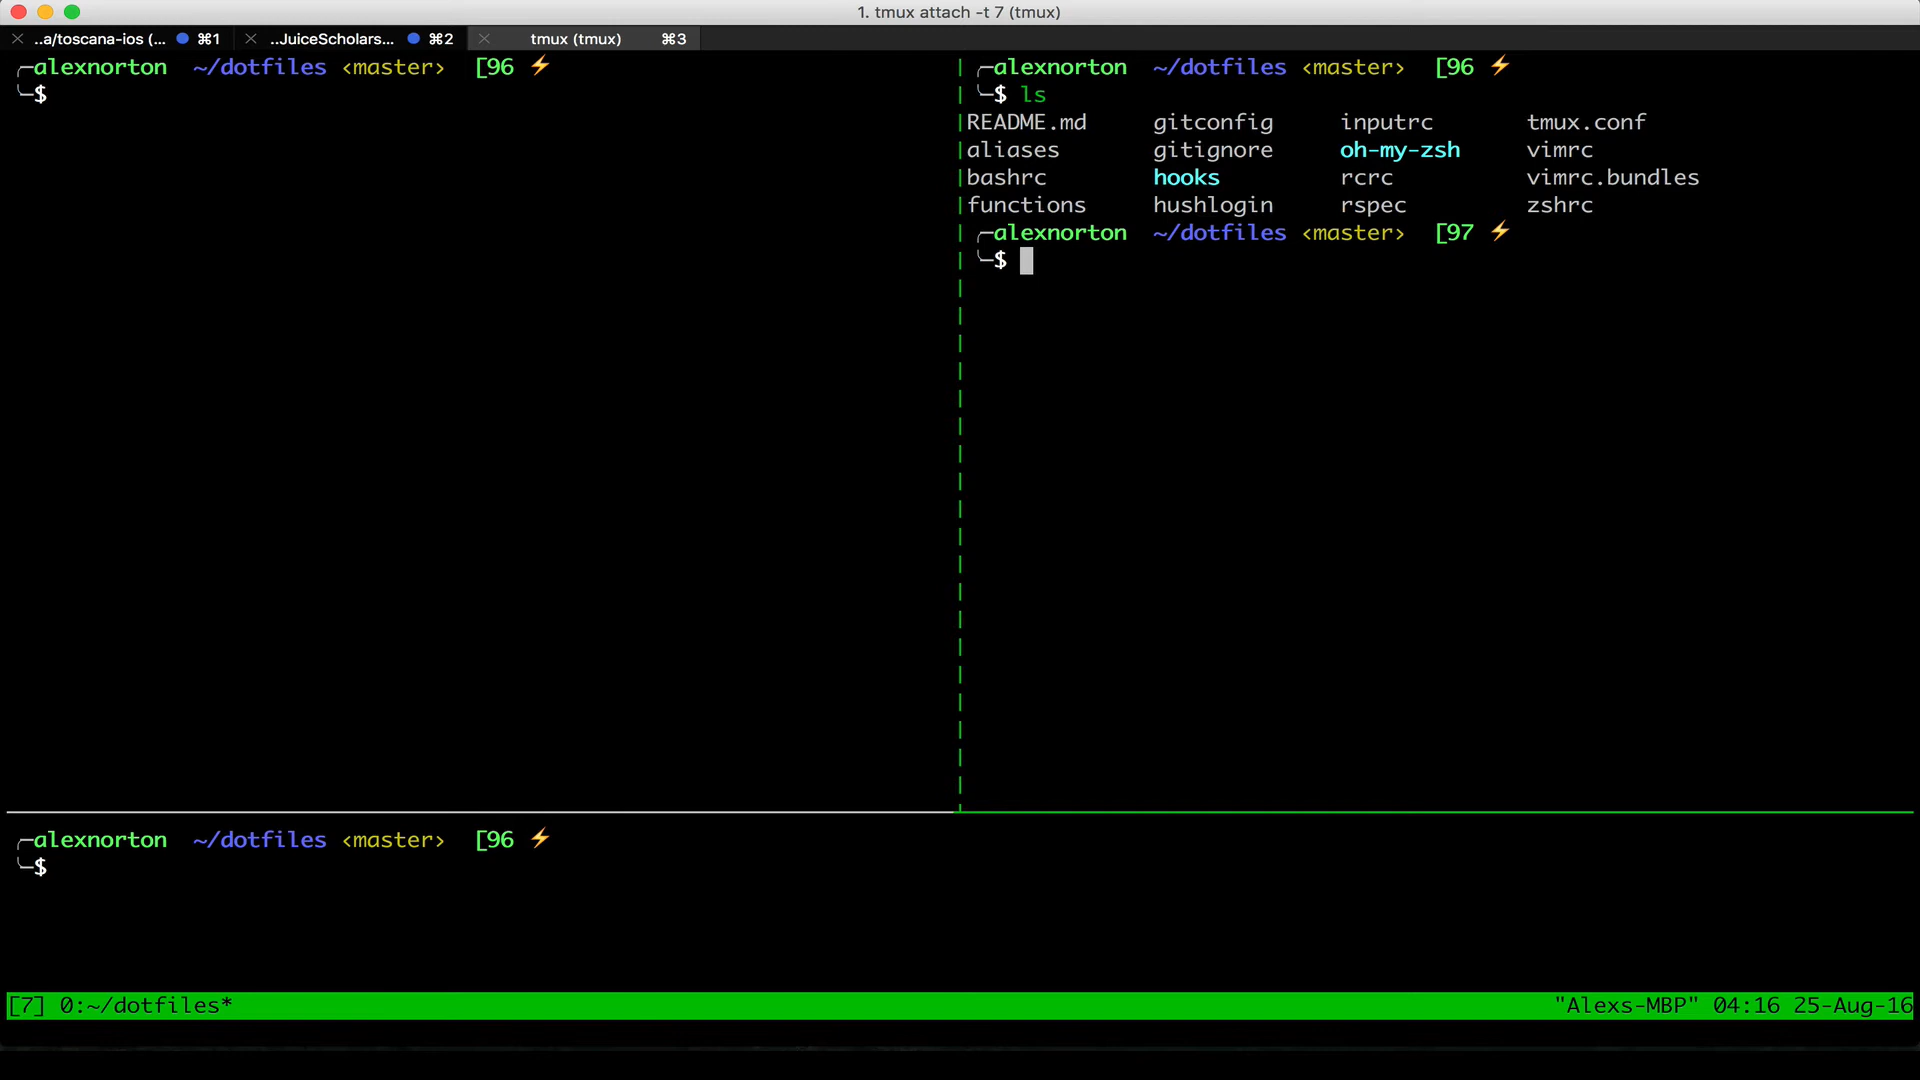 1. tmux attach -t 7 (tmux)
..a/toscana-ios (... ⌘1 ..JuiceScholars... ⌘2 tmux (tmux) ⌘3
alexnorton ~/dotfiles ‹master› [96 ⚡
$
alexnorton ~/dotfiles ‹master› [96 ⚡
$ ls
README.md gitconfig inputrc tmux.conf
aliases gitignore oh-my-zsh vimrc
bashrc hooks rcrc vimrc.bundles
functions hushlogin rspec zshrc
alexnorton ~/dotfiles ‹master› [97 ⚡
$
alexnorton ~/dotfiles ‹master› [96 ⚡
$
[7] 0:~/dotfiles* "Alexs-MBP" 04:16 25-Aug-16